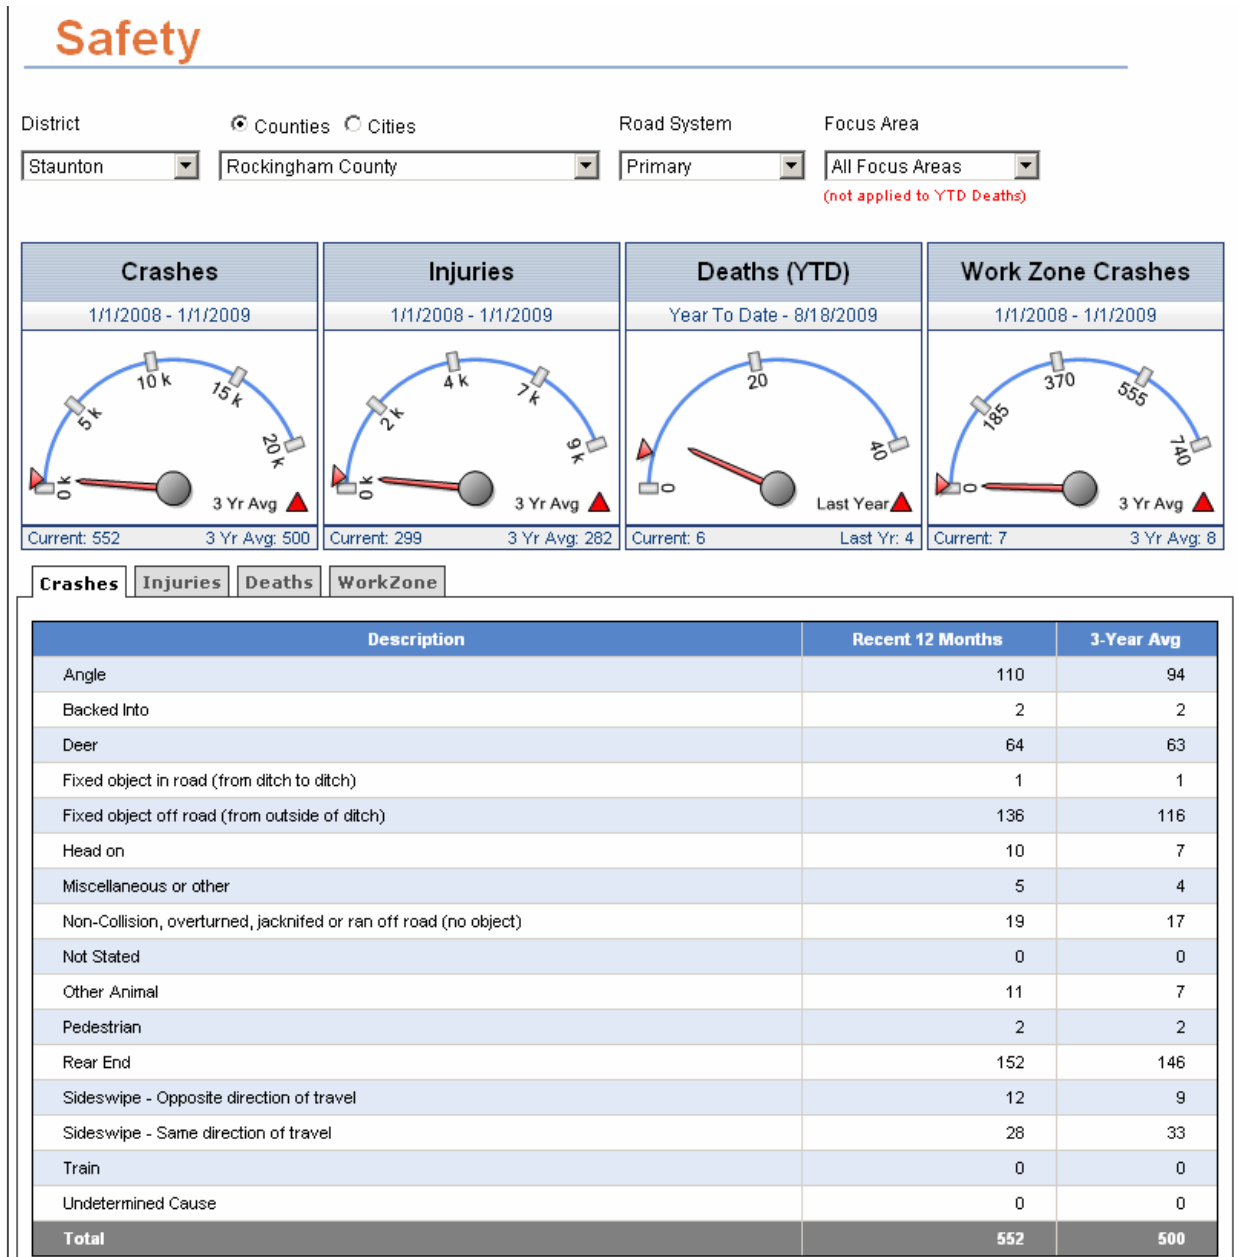 Safety
District Counties Cities Road System Focus Area
Staunton Rockingham County Primary All Focus Areas
(not applied to YTD Deaths)
Crashes Injuries Deaths (YTD) Work Zone Crashes
1/1/2008 - 1/1/2009 1/1/2008 - 1/1/2009 Year To Date - 8/18/2009 1/1/2008 - 1/1/2009
0 k 5 k 10 k 15 k 20 k 0 k 2 k 4 k 7 k 9 k 0 20 40 0 185 370 555 740
3 Yr Avg 3 Yr Avg Last Year 3 Yr Avg
Current: 552 3 Yr Avg: 500 Current: 299 3 Yr Avg: 282 Current: 6 Last Yr: 4 Current: 7 3 Yr Avg: 8
Crashes Injuries Deaths WorkZone
Description Recent 12 Months 3-Year Avg
Angle 110 94
Backed Into 2 2
Deer 64 63
Fixed object in road (from ditch to ditch) 1 1
Fixed object off road (from outside of ditch) 136 116
Head on 10 7
Miscellaneous or other 5 4
Non-Collision, overturned, jacknifed or ran off road (no object) 19 17
Not Stated 0 0
Other Animal 11 7
Pedestrian 2 2
Rear End 152 146
Sideswipe - Opposite direction of travel 12 9
Sideswipe - Same direction of travel 28 33
Train 0 0
Undetermined Cause 0 0
Total 552 500